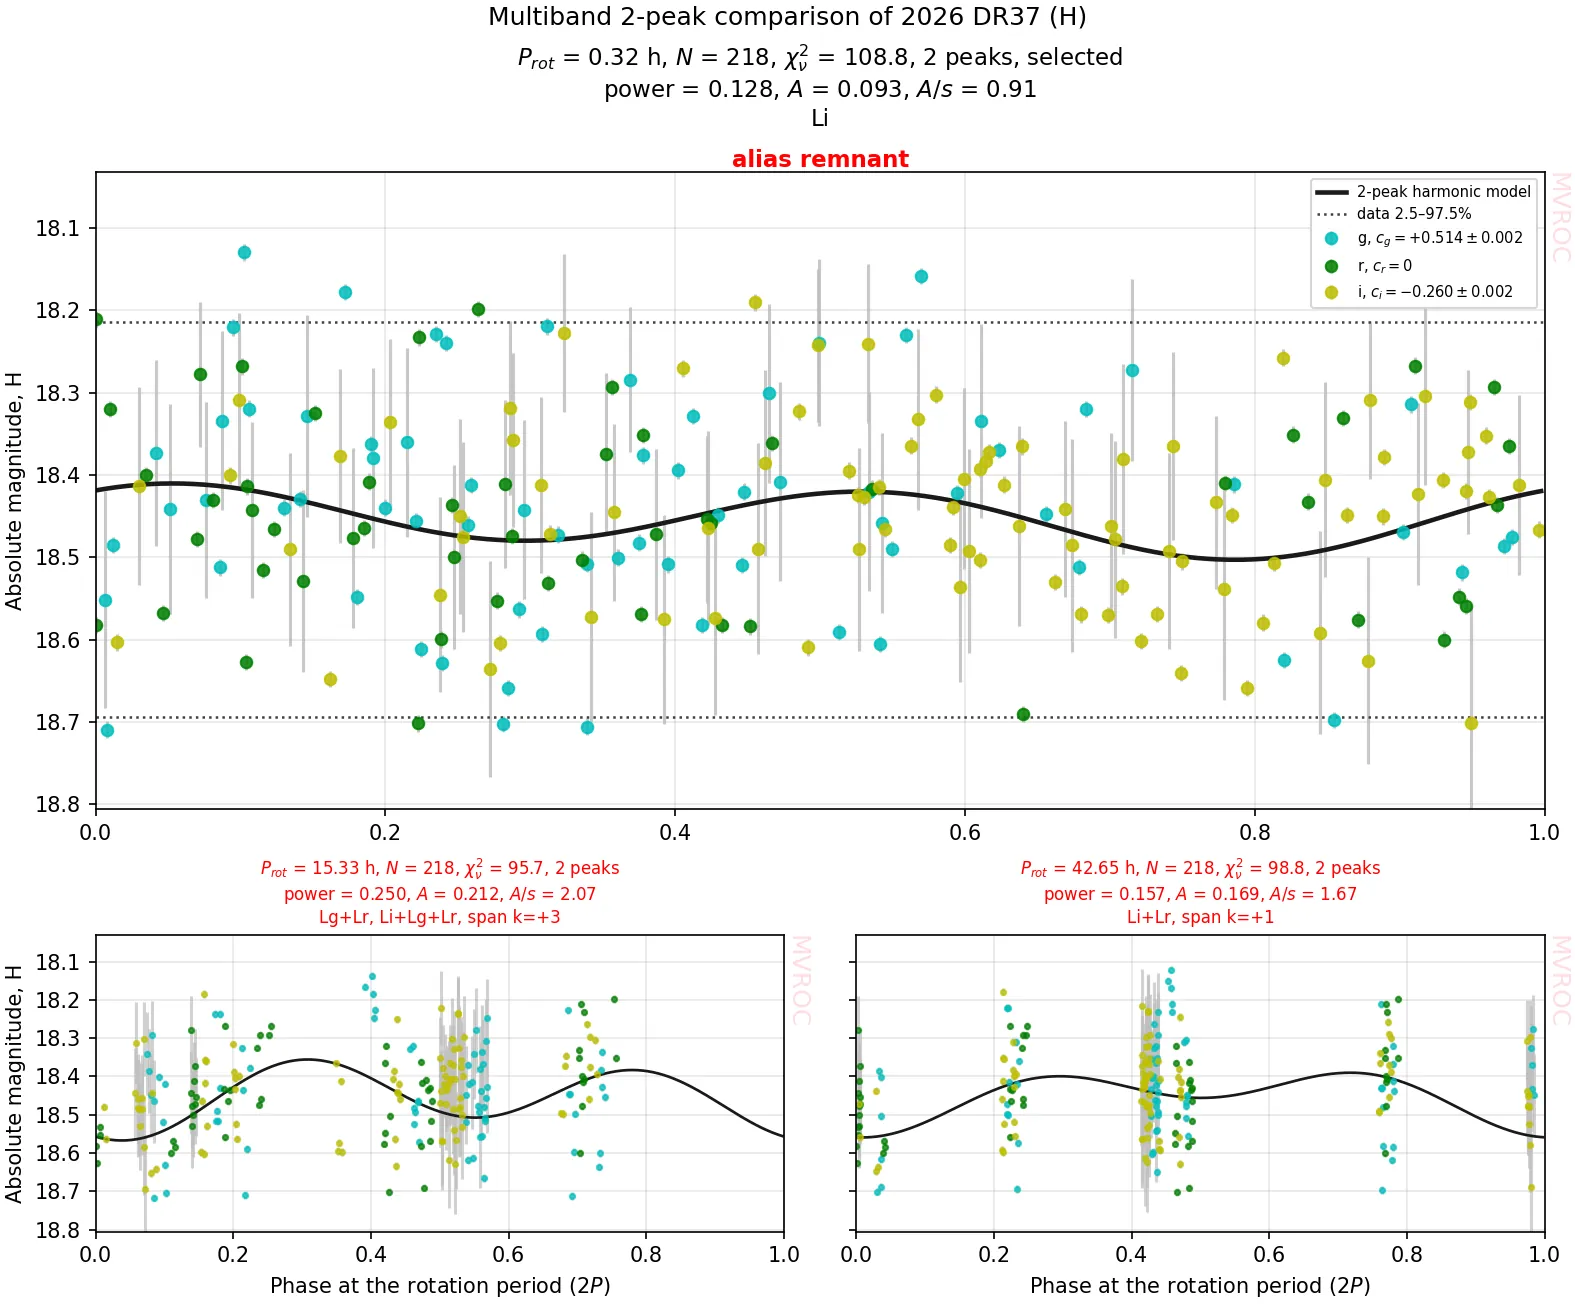 Multiband 2-peak comparison of 2026 DR37 (H)
P_rot = 0.32 h, N = 218, χ²_ν = 108.8, 2 peaks, selected
power = 0.128, A = 0.093, A/s = 0.91
Li
alias remnant
MVROC
2-peak harmonic model
data 2.5–97.5%
g, c_g = +0.514 ± 0.002
r, c_r = 0
i, c_i = −0.260 ± 0.002
Absolute magnitude, H
18.1
18.2
18.3
18.4
18.5
18.6
18.7
18.8
0.0 0.2 0.4 0.6 0.8 1.0
P_rot = 15.33 h, N = 218, χ²_ν = 95.7, 2 peaks
power = 0.250, A = 0.212, A/s = 2.07
Lg+Lr, Li+Lg+Lr, span k=+3
MVROC
Absolute magnitude, H
18.1
18.2
18.3
18.4
18.5
18.6
18.7
18.8
0.0 0.2 0.4 0.6 0.8 1.0
Phase at the rotation period (2P)
P_rot = 42.65 h, N = 218, χ²_ν = 98.8, 2 peaks
power = 0.157, A = 0.169, A/s = 1.67
Li+Lr, span k=+1
MVROC
0.0 0.2 0.4 0.6 0.8 1.0
Phase at the rotation period (2P)